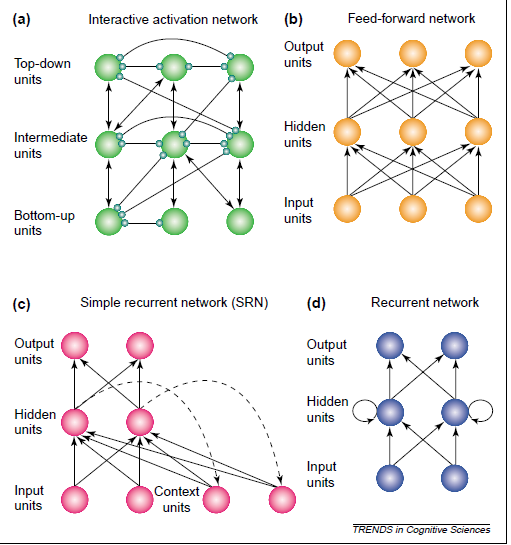 (a) Interactive activation network
Top-down
units
Intermediate
units
Bottom-up
units
(b) Feed-forward network
Output
units
Hidden
units
Input
units
(c) Simple recurrent network (SRN)
Output
units
Hidden
units
Input
units
Context
units
(d) Recurrent network
Output
units
Hidden
units
Input
units
TRENDS in Cognitive Sciences